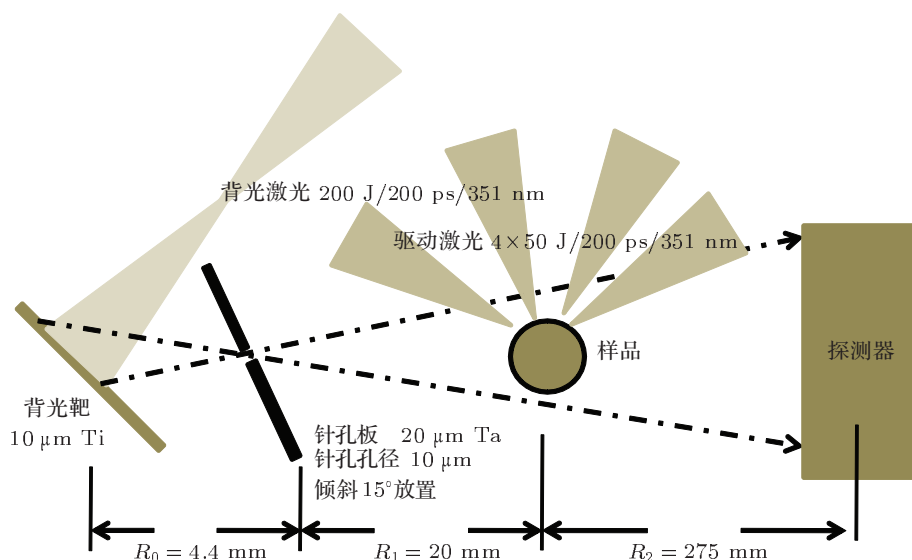 背光激光 200 J/200 ps/351 nm
驱动激光 4×50 J/200 ps/351 nm
样品
探测器
背光靶
10 μm Ti
针孔板 20 μm Ta
针孔孔径 10 μm
倾斜 15°放置
R₀ = 4.4 mm
R₁ = 20 mm
R₂ = 275 mm